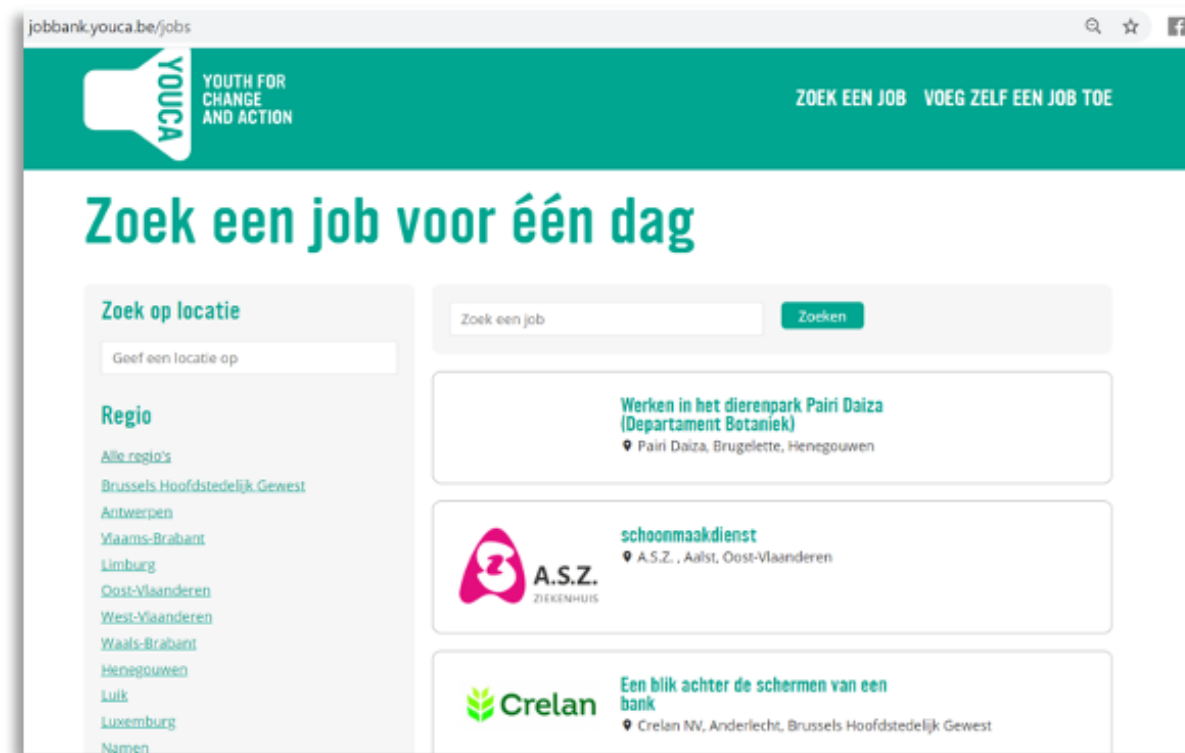 jobbank.youca.be/jobs
YOUCA
YOUTH FOR
CHANGE
AND ACTION
ZOEK EEN JOB VOEG ZELF EEN JOB TOE
Zoek een job voor één dag
Zoek op locatie
Geef een locatie op
Regio
Alle regio's
Brussels Hoofdstedelijk Gewest
Antwerpen
Vlaams-Brabant
Limburg
Oost-Vlaanderen
West-Vlaanderen
Waals-Brabant
Henegouwen
Luik
Luxemburg
Namen
Zoek een job
Zoeken
Werken in het dierenpark Pairi Daiza
(Departament Botaniek)
Pairi Daiza, Brugelette, Henegouwen
A.S.Z.
ZIEKENHUIS
schoonmaakdienst
A.S.Z. , Aalst, Oost-Vlaanderen
Crelan
Een blik achter de schermen van een
bank
Crelan NV, Anderlecht, Brussels Hoofdstedelijk Gewest